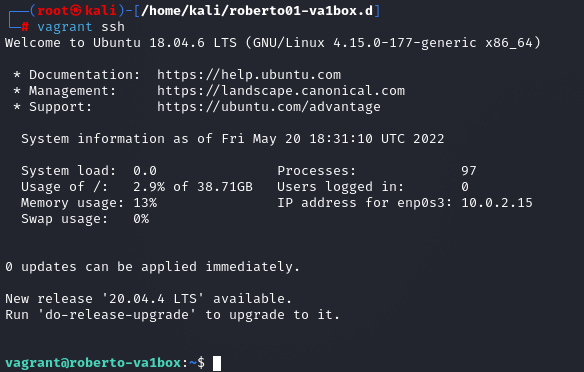 ┌──(root㉿kali)-[/home/kali/roberto01-va1box.d]
└─# vagrant ssh
Welcome to Ubuntu 18.04.6 LTS (GNU/Linux 4.15.0-177-generic x86_64)

 * Documentation:  https://help.ubuntu.com
 * Management:     https://landscape.canonical.com
 * Support:        https://ubuntu.com/advantage

  System information as of Fri May 20 18:31:10 UTC 2022

  System load:  0.0               Processes:             97
  Usage of /:   2.9% of 38.71GB   Users logged in:       0
  Memory usage: 13%               IP address for enp0s3: 10.0.2.15
  Swap usage:   0%


0 updates can be applied immediately.

New release '20.04.4 LTS' available.
Run 'do-release-upgrade' to upgrade to it.


vagrant@roberto-va1box:~$